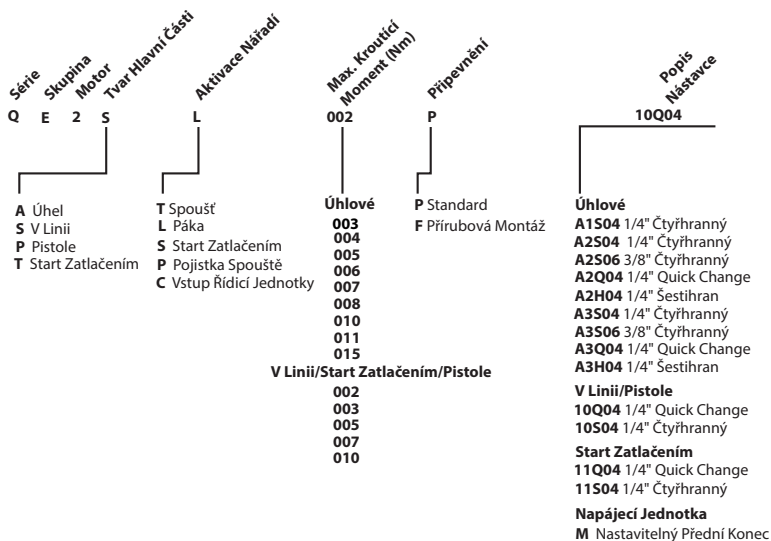 Série
Skupina
Motor
Tvar Hlavní Části
Aktivace Nářadí
Max. Kroutící
Moment (Nm)
Připevnění
Popis
Nástavce
Q E 2 S L 002 P 10Q04
A Úhel
S V Linii
P Pistole
T Start Zatlačením
T Spoušť
L Páka
S Start Zatlačením
P Pojistka Spouště
C Vstup Řídicí Jednotky
Úhlové
003
004
005
006
007
008
010
011
015
V Linii/Start Zatlačením/Pistole
002
003
005
007
010
P Standard
F Přírubová Montáž
Úhlové
A1S04 1/4" Čtyřhranný
A2S04 1/4" Čtyřhranný
A2S06 3/8" Čtyřhranný
A2Q04 1/4" Quick Change
A2H04 1/4" Šestihran
A3S04 1/4" Čtyřhranný
A3S06 3/8" Čtyřhranný
A3Q04 1/4" Quick Change
A3H04 1/4" Šestihran
V Linii/Pistole
10Q04 1/4" Quick Change
10S04 1/4" Čtyřhranný
Start Zatlačením
11Q04 1/4" Quick Change
11S04 1/4" Čtyřhranný
Napájecí Jednotka
M Nastavitelný Přední Konec